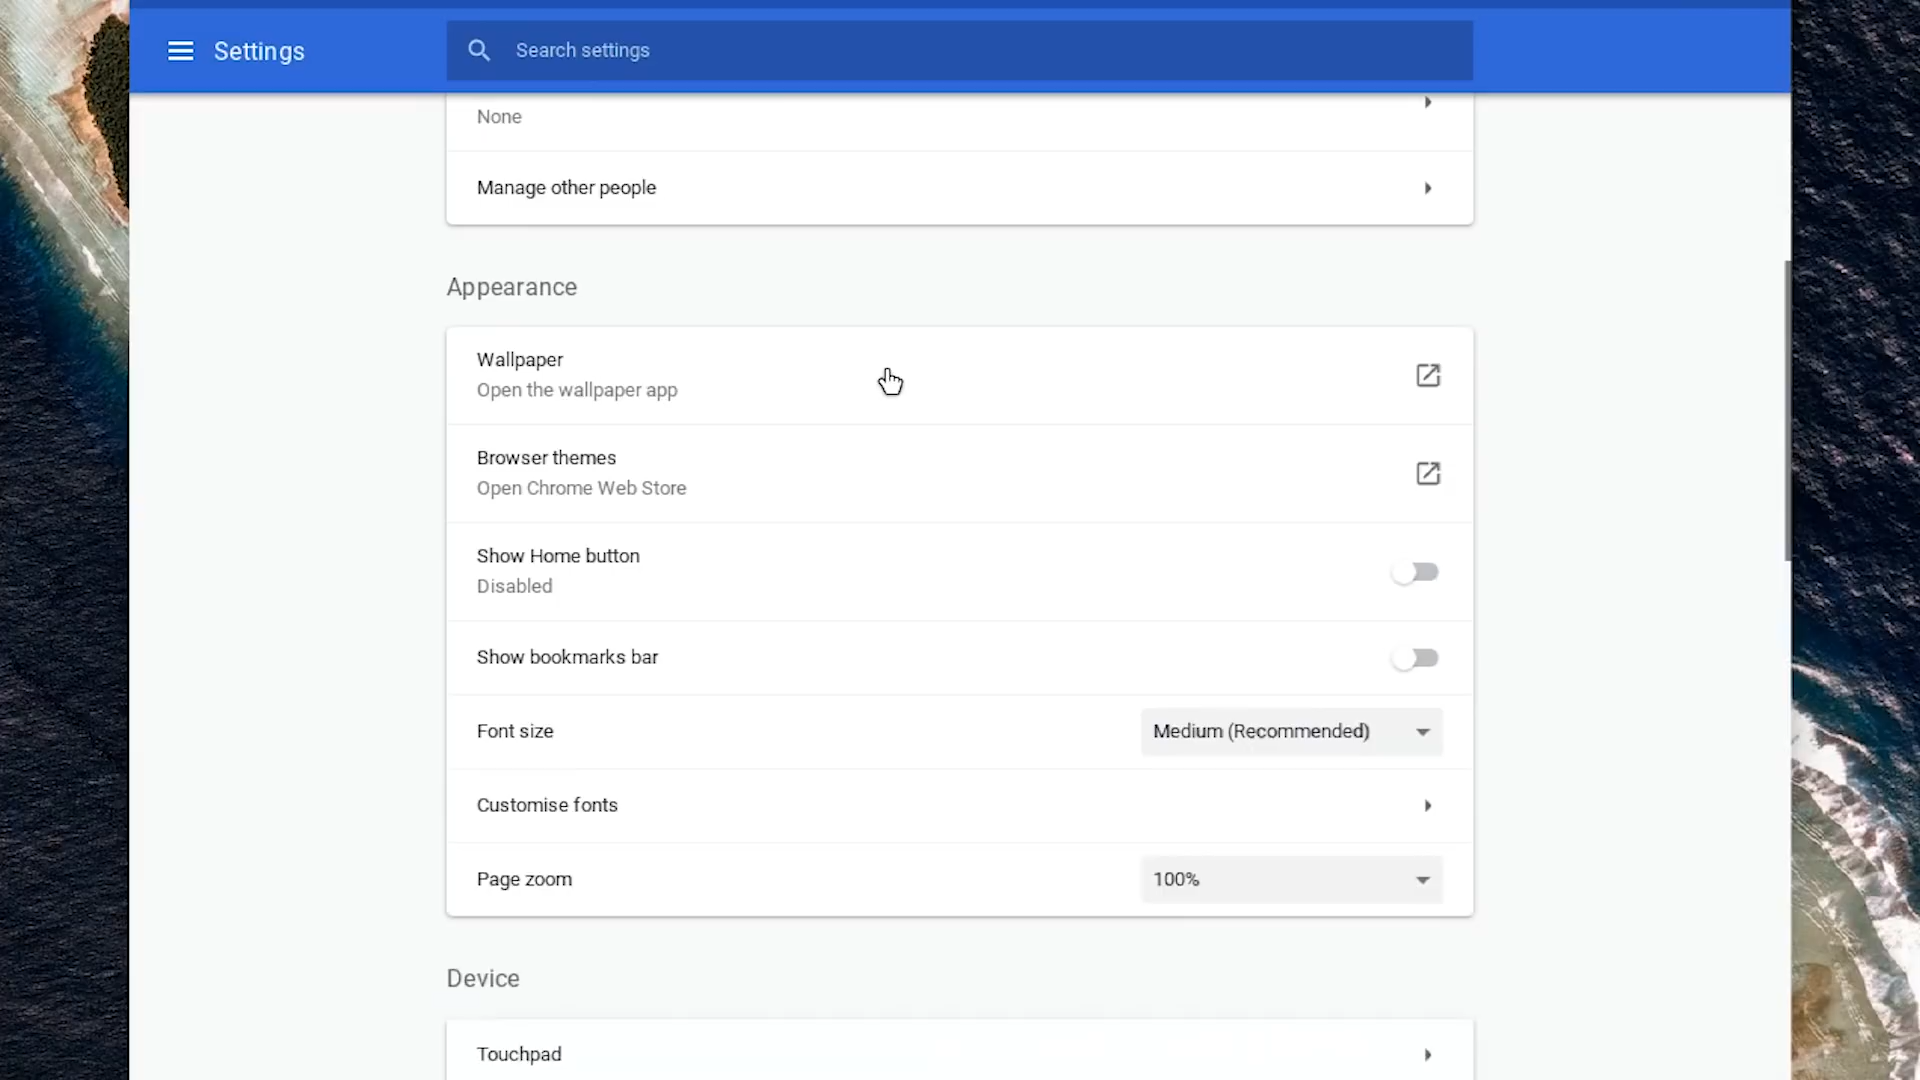 Settings
Search settings
None
Manage other people
Appearance
Wallpaper
Open the wallpaper app
Browser themes
Open Chrome Web Store
Show Home button
Disabled
Show bookmarks bar
Font size
Medium (Recommended)
Customise fonts
Page zoom
100%
Device
Touchpad